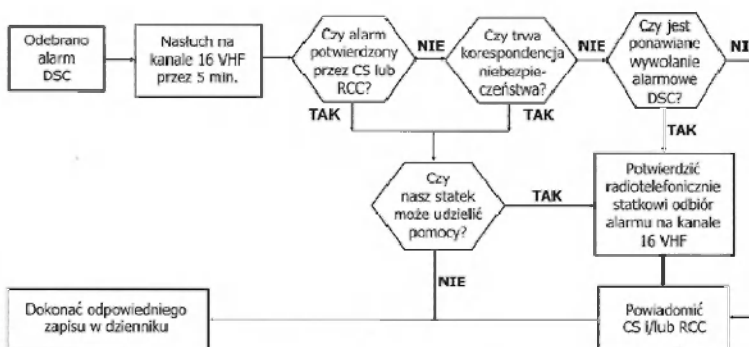 Odebrano
alarm
DSC
Nasłuch na
kanale 16 VHF
przez 5 min.
Czy alarm
potwierdzony
przez CS lub
RCC?
NIE
Czy trwa
korespondencja
niebezpie-
czeństwa?
NIE
Czy jest
ponawiane
wywołanie
alarmowe
DSC?
TAK
TAK
TAK
Czy
nasz statek
może udzielić
pomocy?
TAK
Potwierdzić
radiotelefonicznie
statkowi odbiór
alarmu na kanale
16 VHF
NIE
Dokonać odpowiedniego
zapisu w dzienniku
Powiadomić
CS i/lub RCC